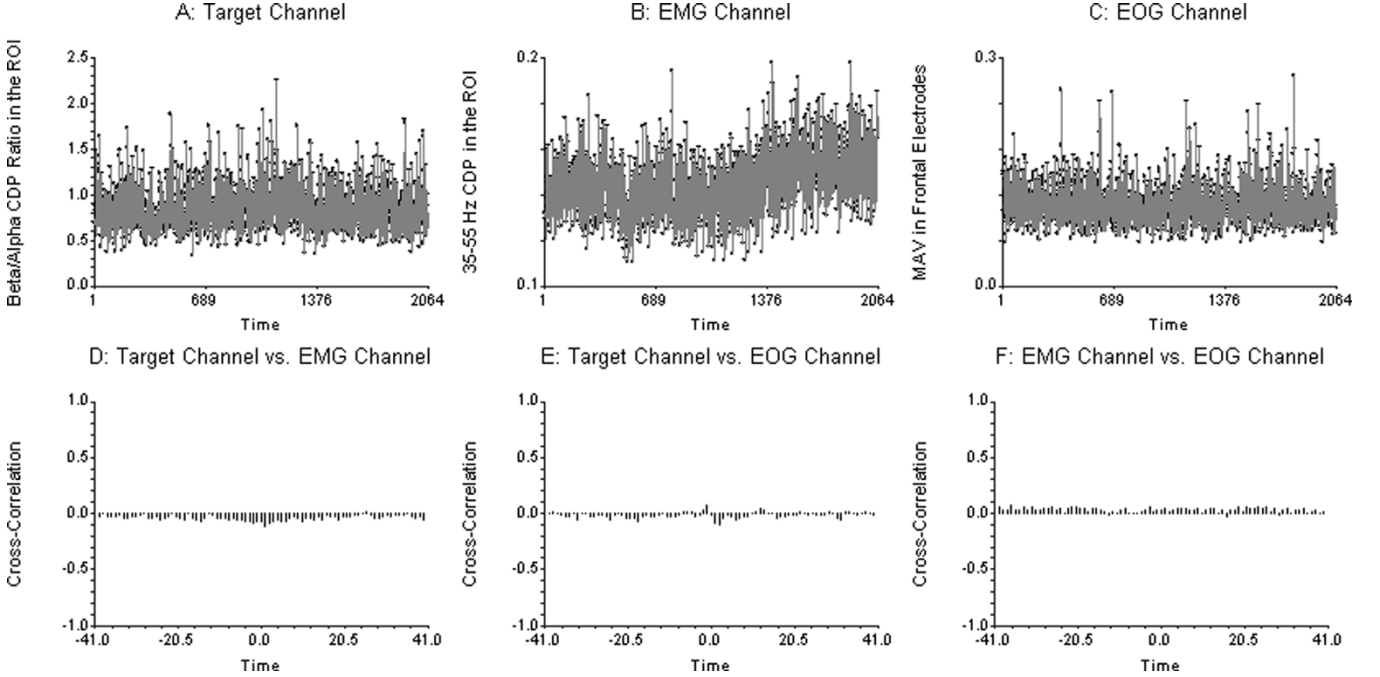 A: Target Channel
B: EMG Channel
C: EOG Channel
Beta/Alpha CDP Ratio in the ROI
2.5
2.0
1.5
1.0
0.5
0.0
1
689
1376
2064
Time
35-55 Hz CDP in the ROI
0.2
0.1
1
689
1376
2064
Time
MAV in Frontal Electrodes
0.3
0.0
1
689
1376
2064
Time
D: Target Channel vs. EMG Channel
E: Target Channel vs. EOG Channel
F: EMG Channel vs. EOG Channel
Cross-Correlation
1.0
0.5
0.0
-0.5
-1.0
-41.0
-20.5
0.0
20.5
41.0
Time
Cross-Correlation
1.0
0.5
0.0
-0.5
-1.0
-41.0
-20.5
0.0
20.5
41.0
Time
Cross-Correlation
1.0
0.5
0.0
-0.5
-1.0
-41.0
-20.5
0.0
20.5
41.0
Time